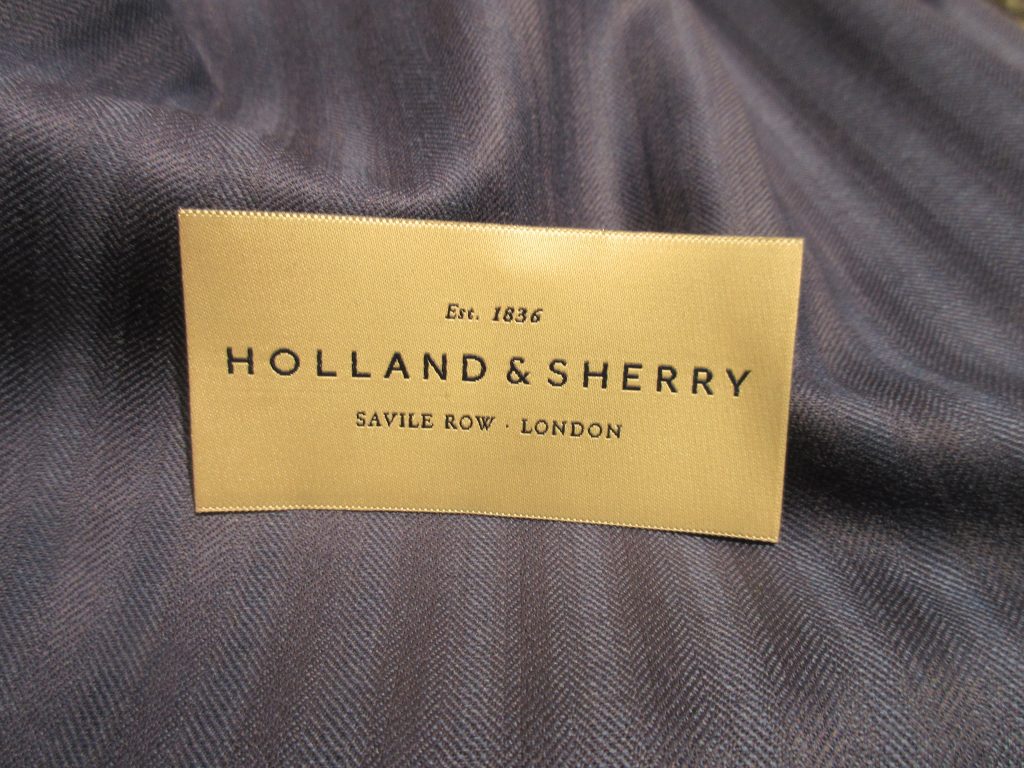 Est. 1836
HOLLAND & SHERRY
SAVILE ROW · LONDON